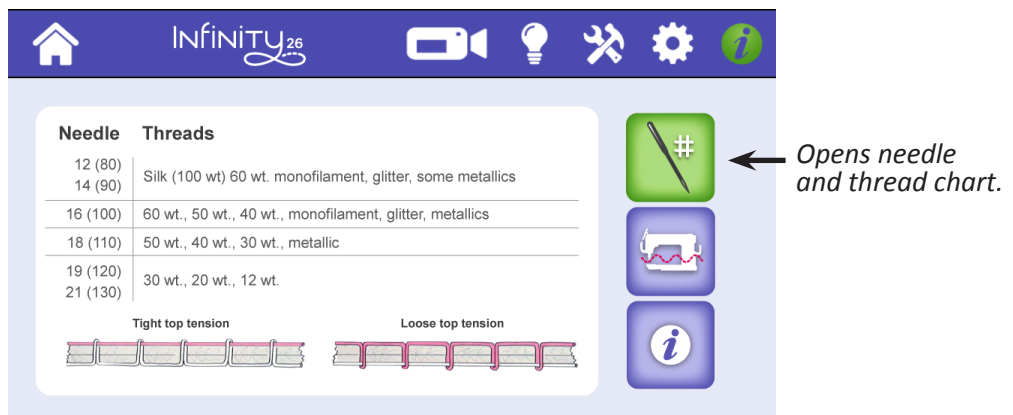 Infinity 26
Needle Threads
12 (80)
14 (90)
Silk (100 wt) 60 wt. monofilament, glitter, some metallics
16 (100) 60 wt., 50 wt., 40 wt., monofilament, glitter, metallics
18 (110) 50 wt., 40 wt., 30 wt., metallic
19 (120)
21 (130)
30 wt., 20 wt., 12 wt.
Tight top tension Loose top tension
#
i
i
Opens needle
and thread chart.